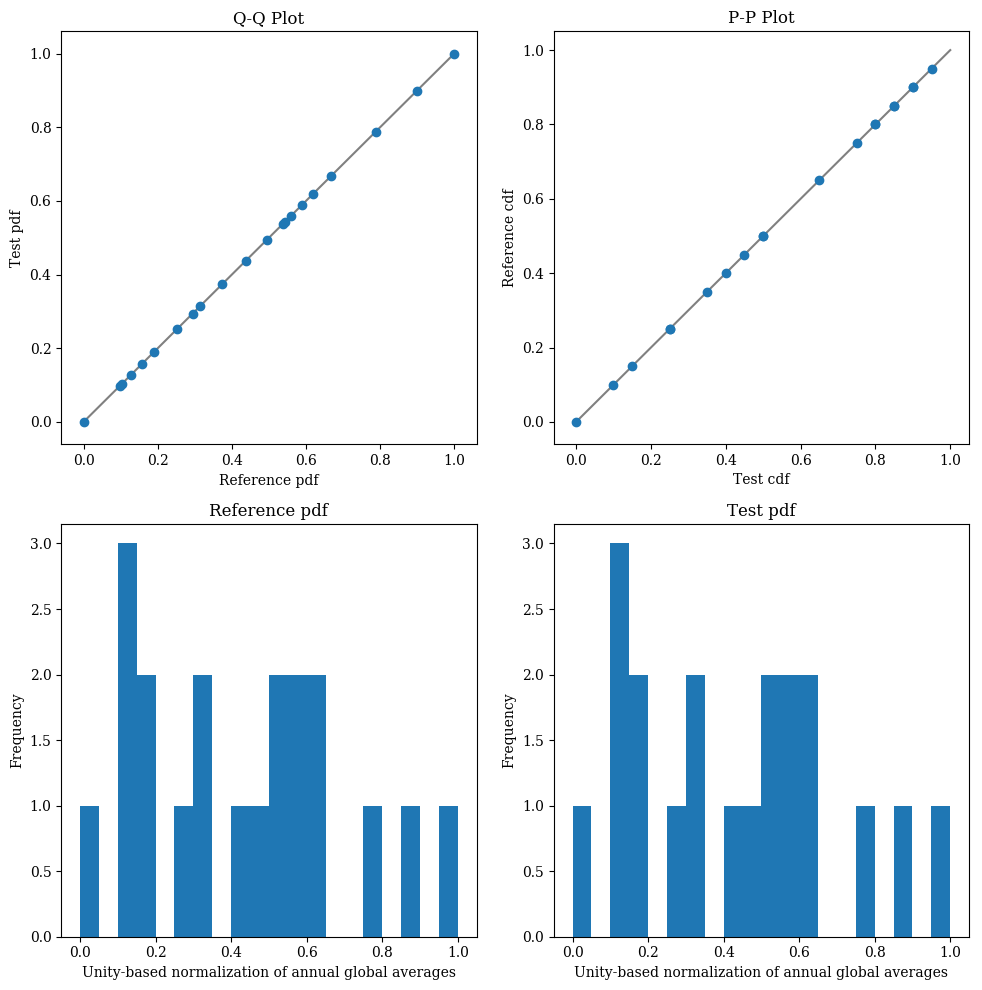 Q-Q Plot
1.0
0.8
0.6
0.4
0.2
0.0
Test pdf
0.0 0.2 0.4 0.6 0.8 1.0
Reference pdf
P-P Plot
1.0
0.8
0.6
0.4
0.2
0.0
Reference cdf
0.0 0.2 0.4 0.6 0.8 1.0
Test cdf
Reference pdf
3.0
2.5
2.0
1.5
1.0
0.5
0.0
Frequency
0.0 0.2 0.4 0.6 0.8 1.0
Unity-based normalization of annual global averages
Test pdf
3.0
2.5
2.0
1.5
1.0
0.5
0.0
Frequency
0.0 0.2 0.4 0.6 0.8 1.0
Unity-based normalization of annual global averages